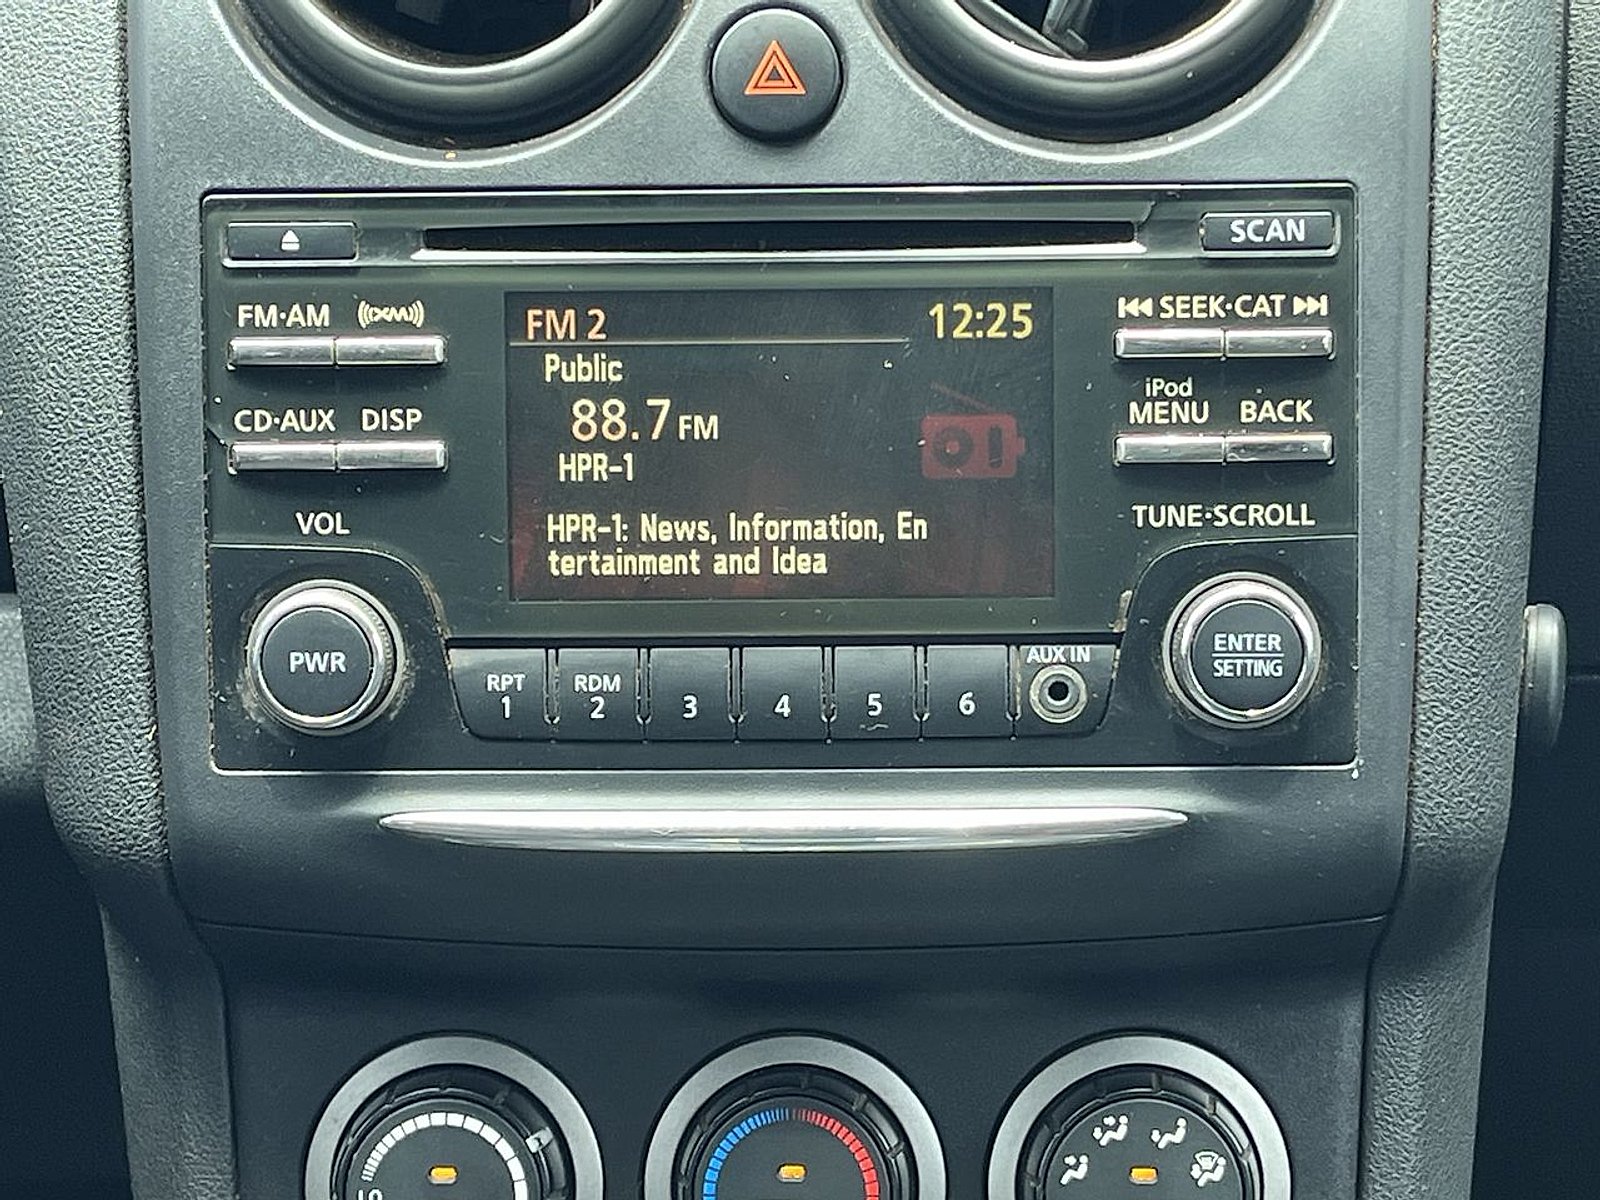 SCAN
FM·AM
((XM))
SEEK·CAT
FM 2
12:25
Public
88.7 FM
HPR-1
HPR-1: News, Information, En
tertainment and Idea
CD·AUX
DISP
iPod
MENU
BACK
VOL
TUNE·SCROLL
PWR
RPT
1
RDM
2
3
4
5
6
AUX IN
ENTER
SETTING
LO